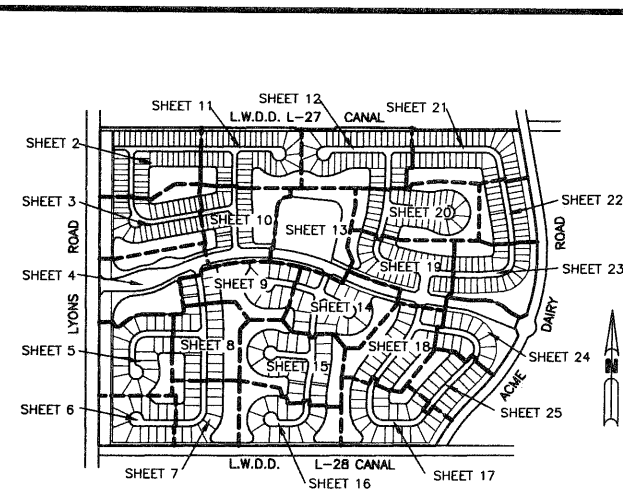 SHEET 12
SHEET 11
SHEET 21
L.W.D.D. L-27 CANAL
SHEET 2
SHEET 3
SHEET 10
SHEET 13
SHEET 20
SHEET 22
ROAD
ROAD
SHEET 4
SHEET 9
SHEET 19
SHEET 23
LYONS
SHEET 14
DAIRY
N
SHEET 5
SHEET 8
SHEET 15
SHEET 18
SHEET 24
ACME
SHEET 6
SHEET 25
SHEET 7
L.W.D.D. L-28 CANAL
SHEET 16
SHEET 17